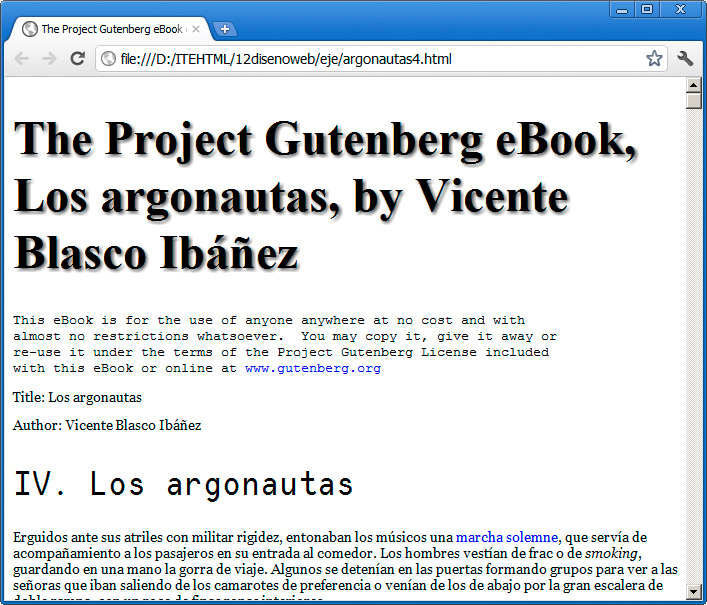 The Project Gutenberg eBook
file:///D:/ITEHTML/12disenoweb/eje/argonautas4.html
The Project Gutenberg eBook,
Los argonautas, by Vicente
Blasco Ibáñez
This eBook is for the use of anyone anywhere at no cost and with
almost no restrictions whatsoever.  You may copy it, give it away or
re-use it under the terms of the Project Gutenberg License included
with this eBook or online at www.gutenberg.org
Title: Los argonautas
Author: Vicente Blasco Ibáñez
IV. Los argonautas
Erguidos ante sus atriles con militar rigidez, entonaban los músicos una marcha solemne, que servía de
acompañamiento a los pasajeros en su entrada al comedor. Los hombres vestían de frac o de smoking,
guardando en una mano la gorra de viaje. Algunos se detenían en las puertas formando grupos para ver a las
señoras que iban saliendo de los camarotes de preferencia o venían de los de abajo por la gran escalera de